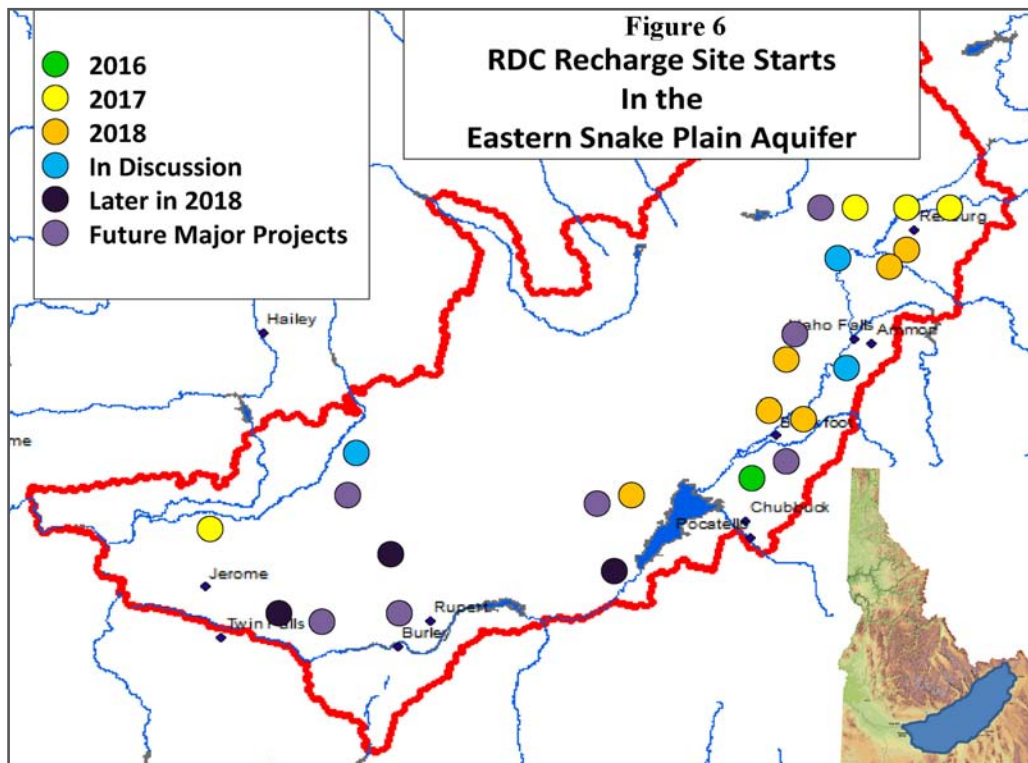 Figure 6
RDC Recharge Site Starts
In the
Eastern Snake Plain Aquifer
2016
2017
2018
In Discussion
Later in 2018
Future Major Projects
Hailey
Ammon
Chubbuck
Pocatello
Jerome
Rupert
Twin Falls
Burley